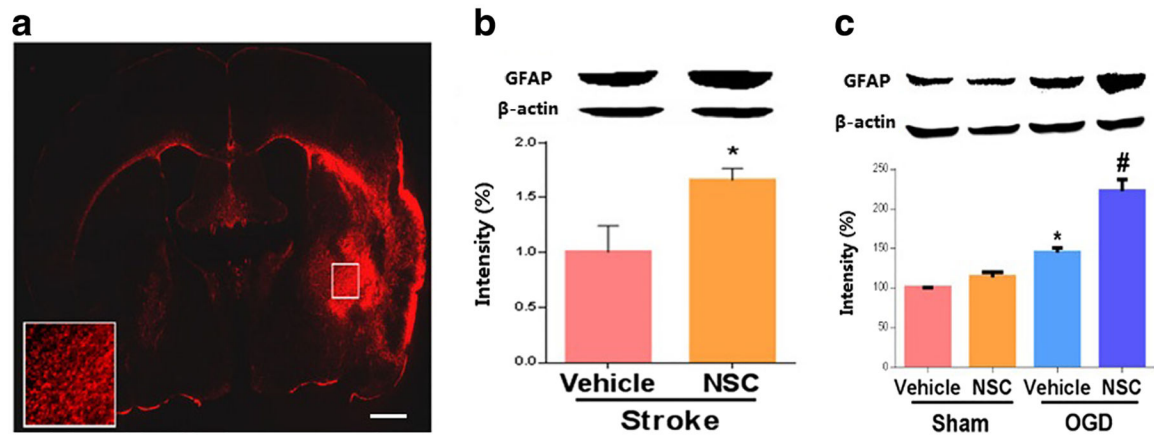 a
b
GFAP
β-actin
2.0
1.5
1.0
0.5
0.0
Intensity (%)
*
Vehicle NSC
Stroke
c
GFAP
β-actin
250
200
150
100
50
0
Intensity (%)
*
#
Vehicle NSC Vehicle NSC
Sham OGD